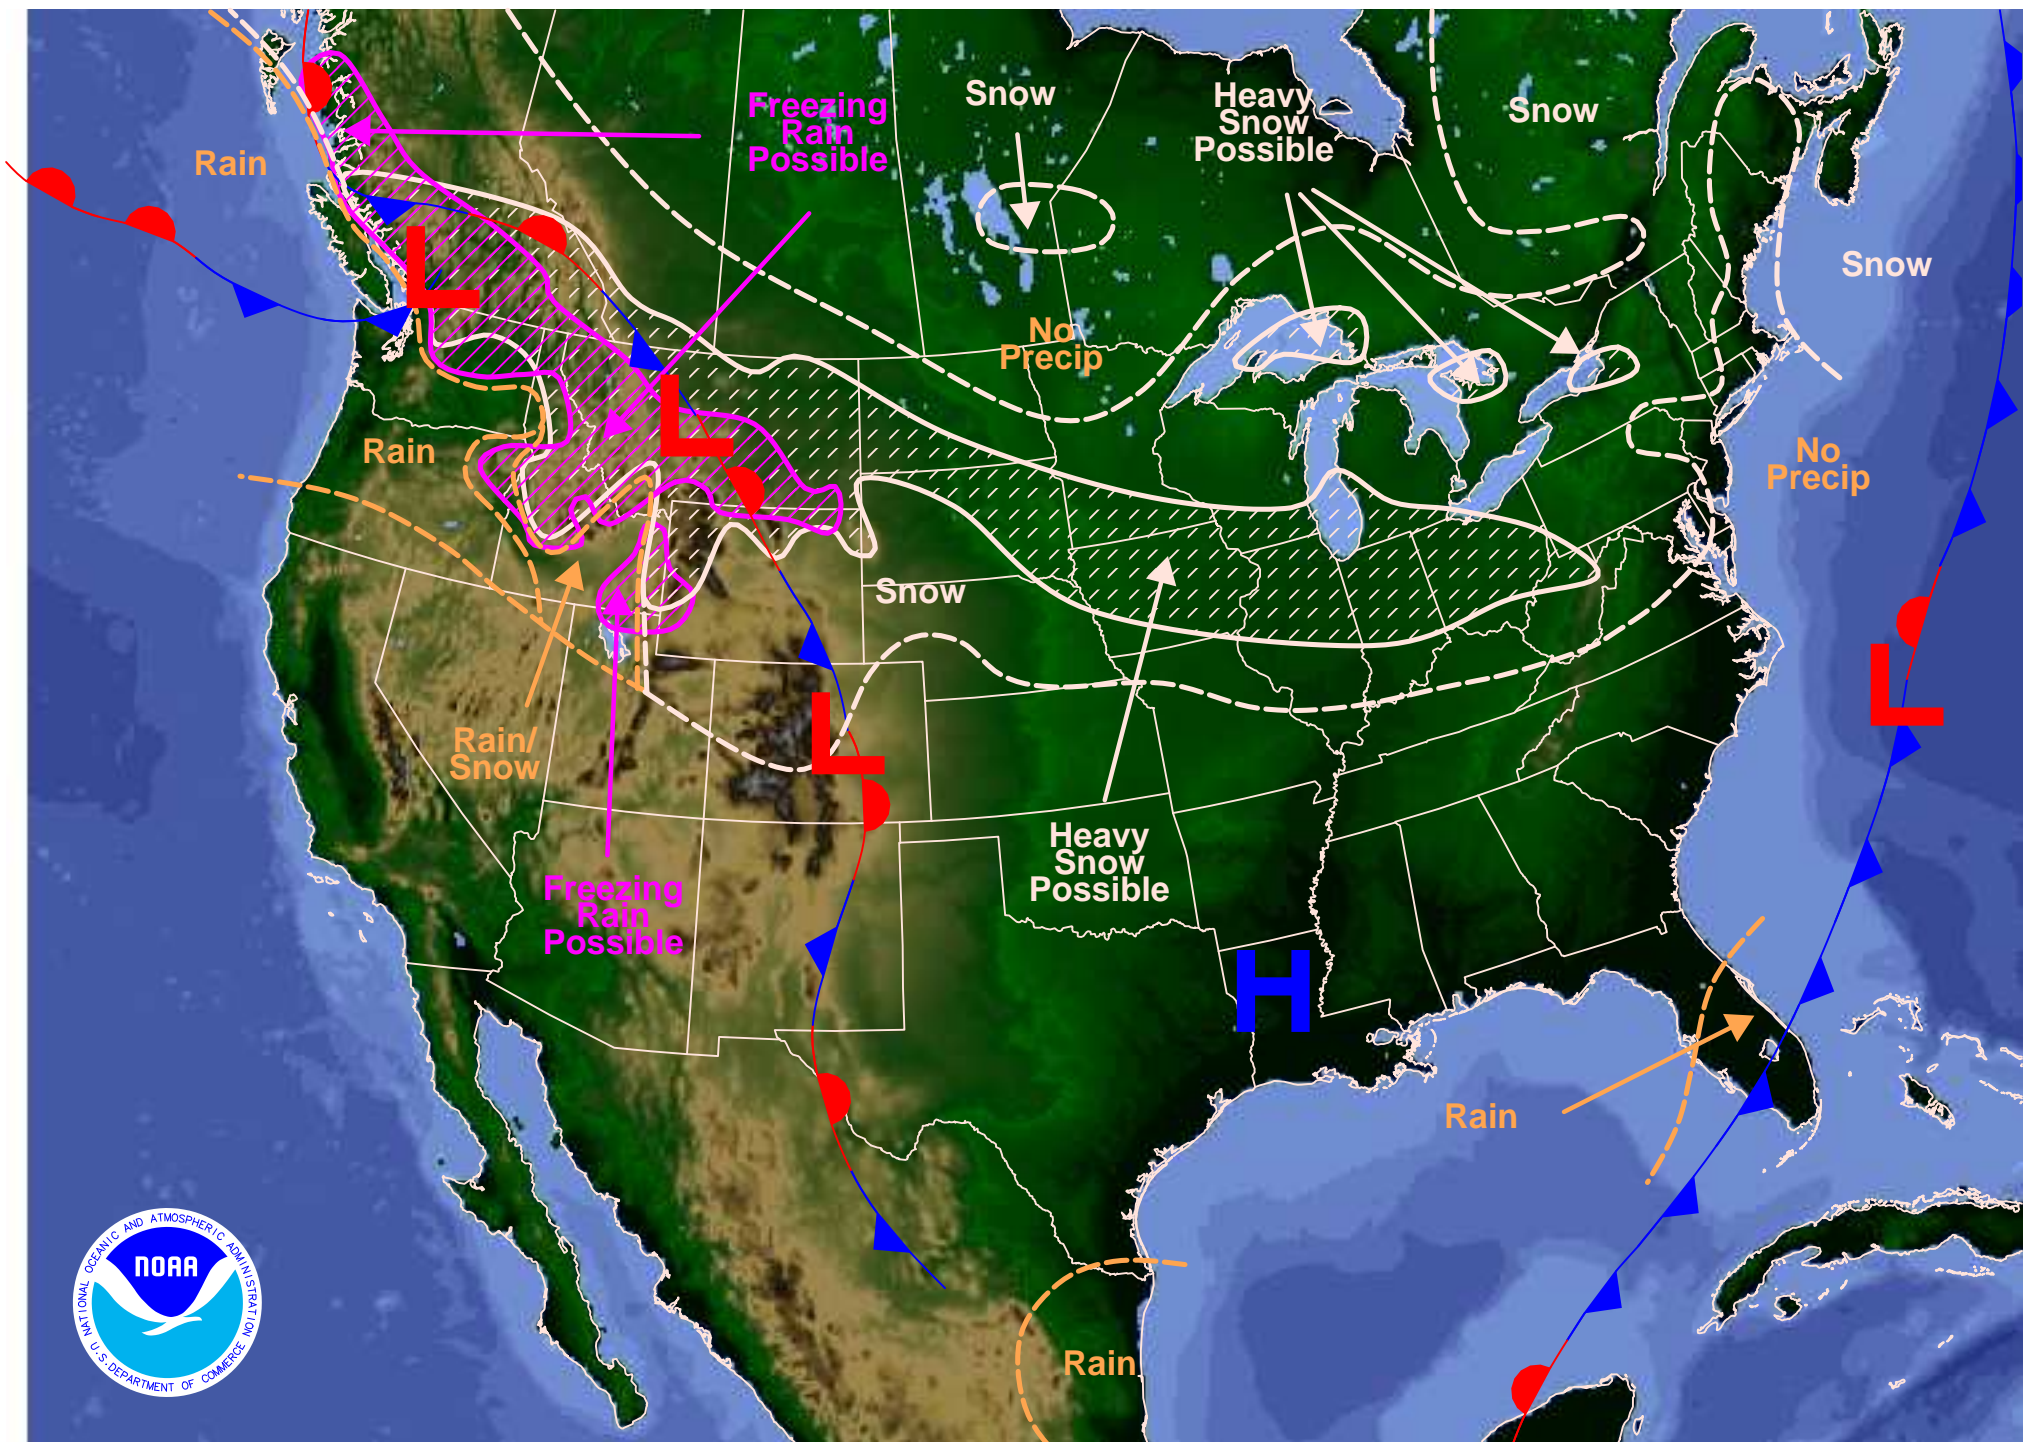 Snow
Heavy
Snow
Possible
Snow
Freezing
Rain
Possible
Rain
Snow
No
Precip
Rain
No
Precip
Snow
Rain/
Snow
Heavy
Snow
Possible
Freezing
Rain
Possible
Rain
Rain
L
L
L
L
H
NATIONAL OCEANIC AND ATMOSPHERIC ADMINISTRATION
NOAA
U.S. DEPARTMENT OF COMMERCE